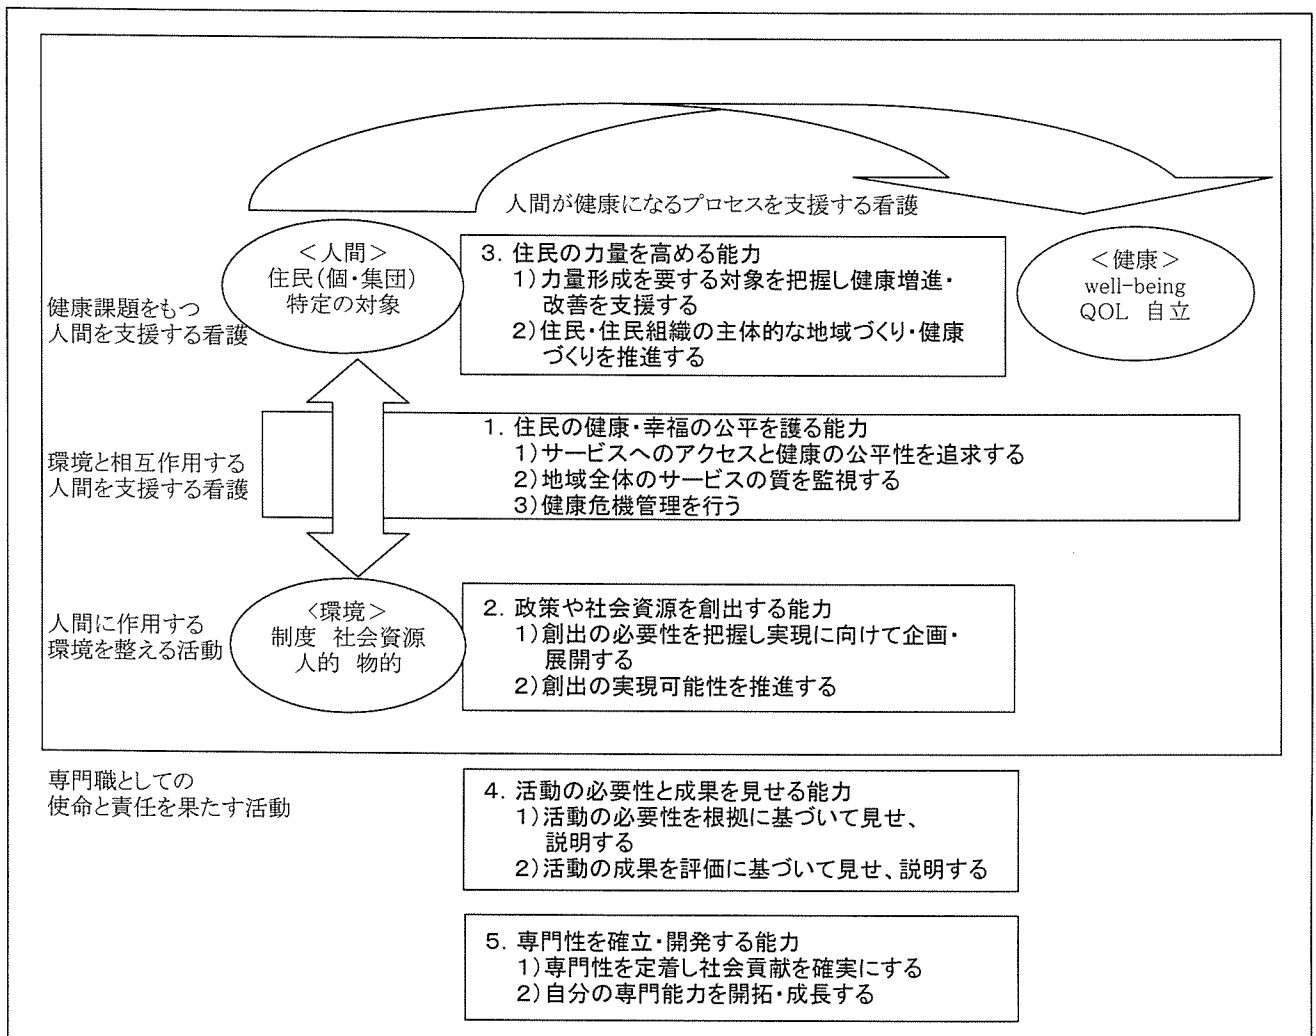 人間が健康になるプロセスを支援する看護
健康課題をもつ
人間を支援する看護
<人間>
住民(個・集団)
特定の対象
3. 住民の力量を高める能力
1)力量形成を要する対象を把握し健康増進・
改善を支援する
2)住民・住民組織の主体的な地域づくり・健康
づくりを推進する
<健康>
well-being
QOL 自立
環境と相互作用する
人間を支援する看護
1. 住民の健康・幸福の公平を護る能力
1)サービスへのアクセスと健康の公平性を追求する
2)地域全体のサービスの質を監視する
3)健康危機管理を行う
人間に作用する
環境を整える活動
<環境>
制度 社会資源
人的 物的
2. 政策や社会資源を創出する能力
1)創出の必要性を把握し実現に向けて企画・
展開する
2)創出の実現可能性を推進する
専門職としての
使命と責任を果たす活動
4. 活動の必要性と成果を見せる能力
1)活動の必要性を根拠に基づいて見せ、
説明する
2)活動の成果を評価に基づいて見せ、説明する
5. 専門性を確立・開発する能力
1)専門性を定着し社会貢献を確実にする
2)自分の専門能力を開拓・成長する